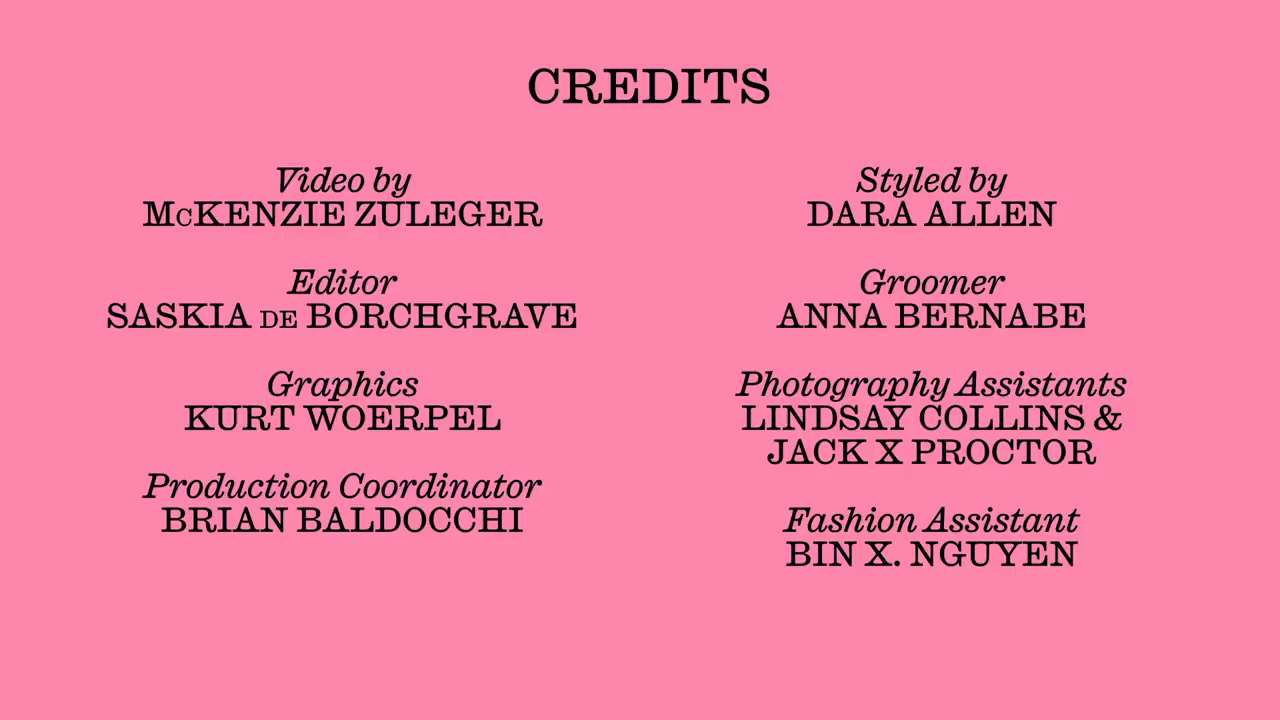 CREDITS
Video by
McKENZIE ZULEGER
Editor
SASKIA DE BORCHGRAVE
Graphics
KURT WOERPEL
Production Coordinator
BRIAN BALDOCCHI
Styled by
DARA ALLEN
Groomer
ANNA BERNABE
Photography Assistants
LINDSAY COLLINS &
JACK X PROCTOR
Fashion Assistant
BIN X. NGUYEN